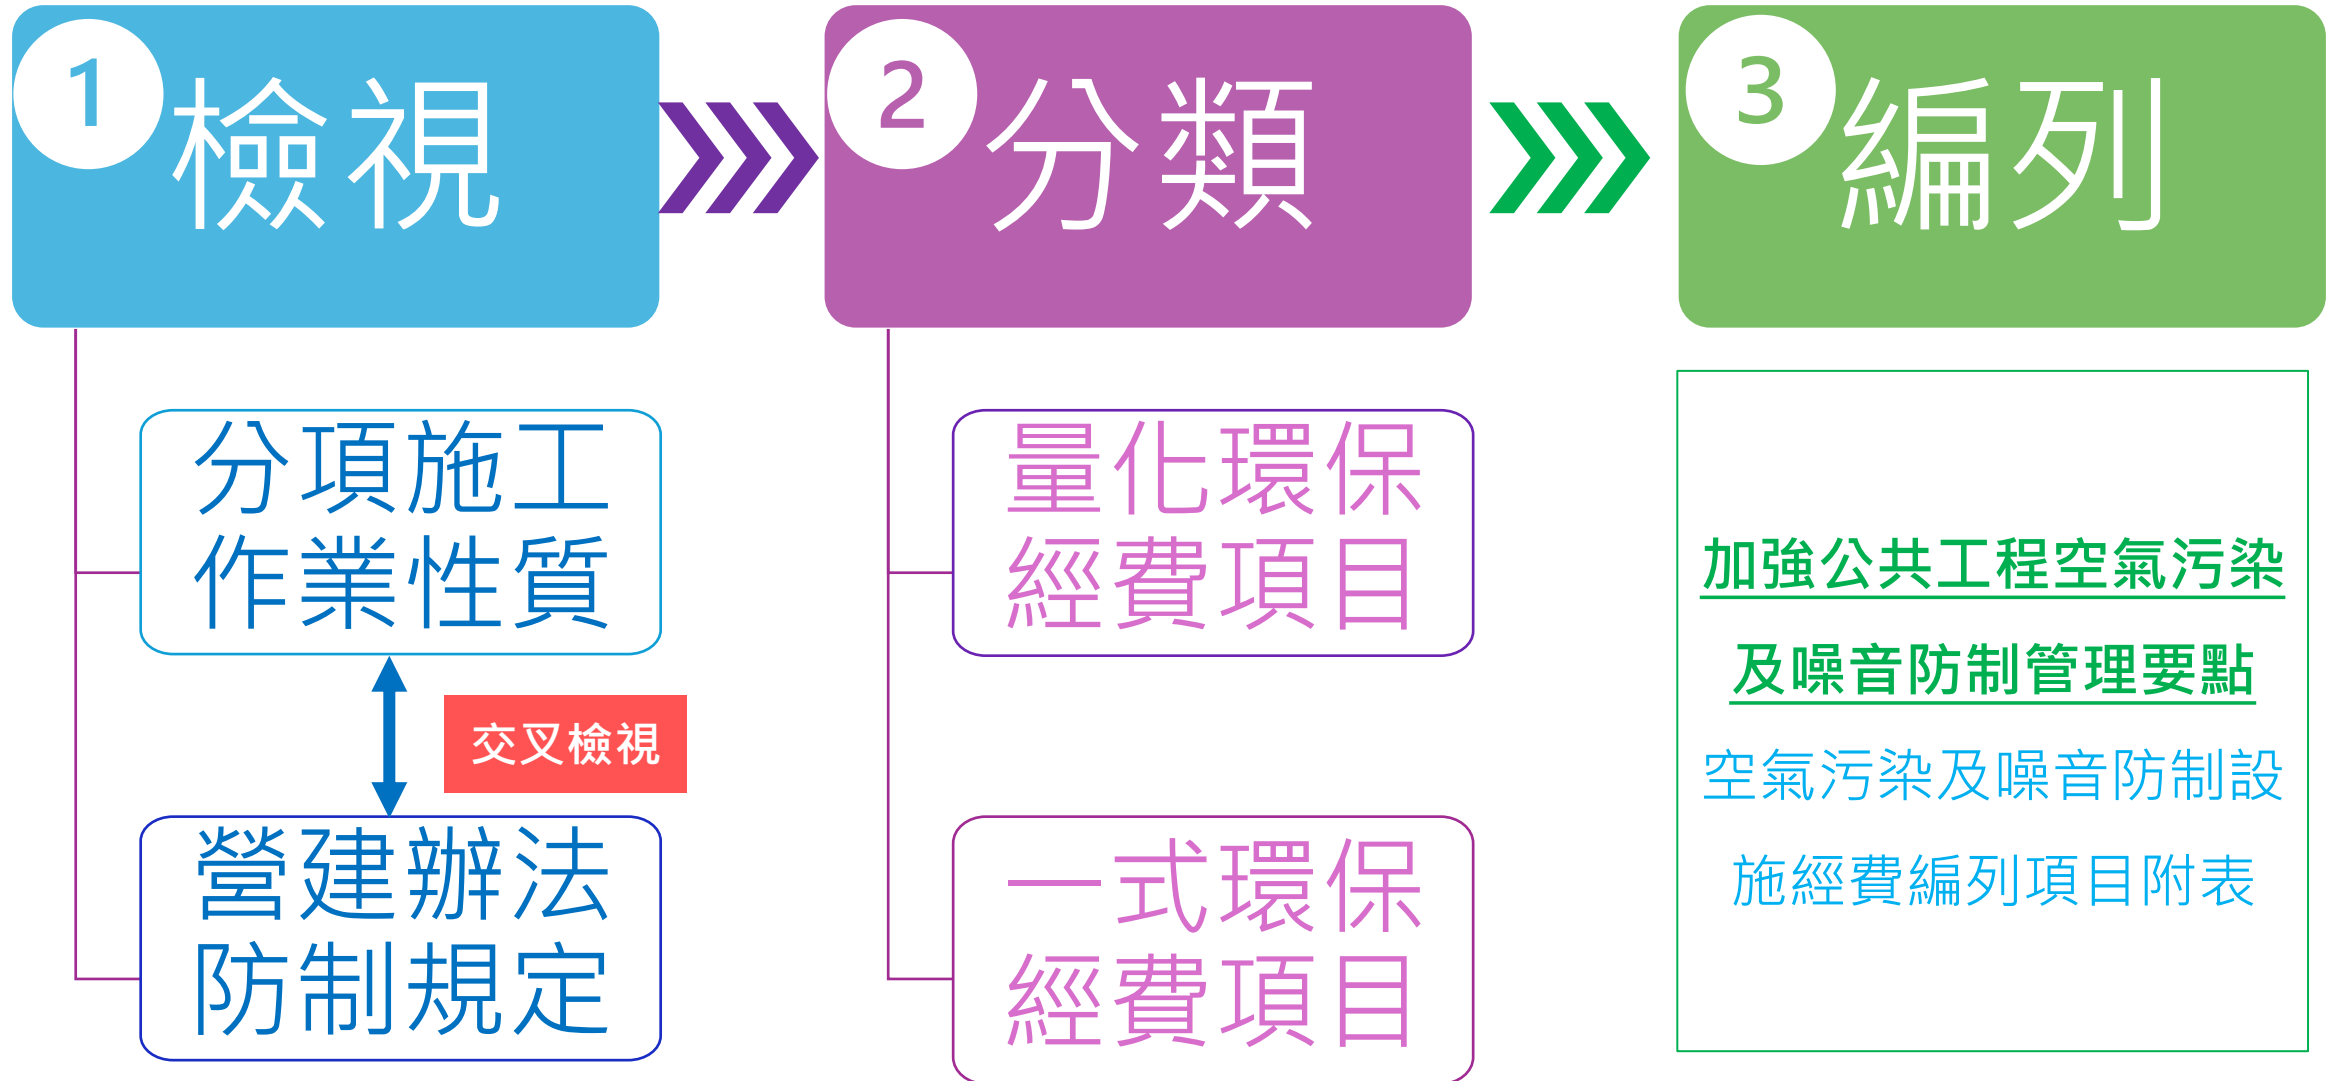 1
檢視
分項施工
作業性質
交叉檢視
營建辦法
防制規定
2
分類
量化環保
經費項目
一式環保
經費項目
3
編列
加強公共工程空氣污染
及噪音防制管理要點
空氣污染及噪音防制設
施經費編列項目附表